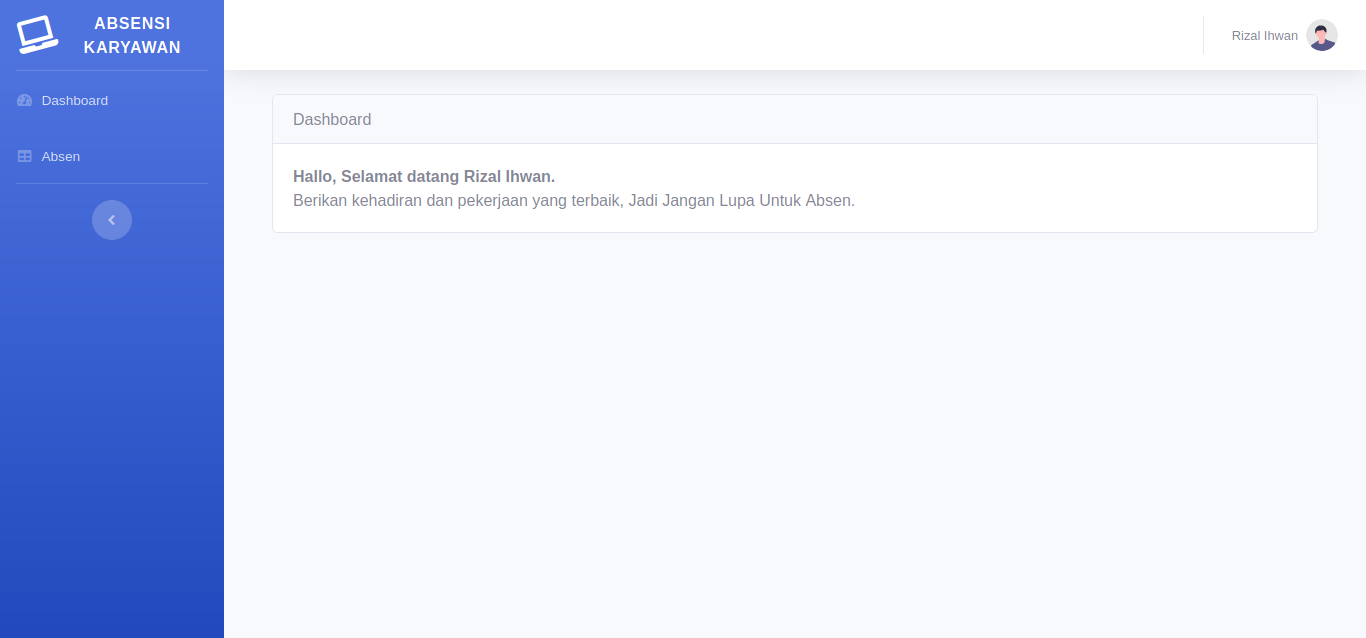 ABSENSI
KARYAWAN
Dashboard
Absen
Rizal Ihwan
Dashboard
Hallo, Selamat datang Rizal Ihwan.
Berikan kehadiran dan pekerjaan yang terbaik, Jadi Jangan Lupa Untuk Absen.